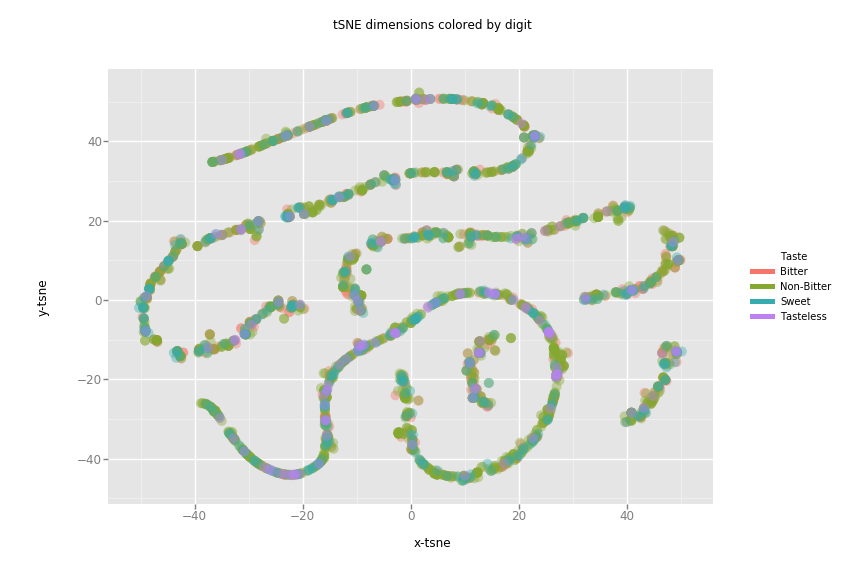 tSNE dimensions colored by digit
y-tsne
40
20
0
−20
−40
−40
−20
0
20
40
x-tsne
Taste
Bitter
Non-Bitter
Sweet
Tasteless